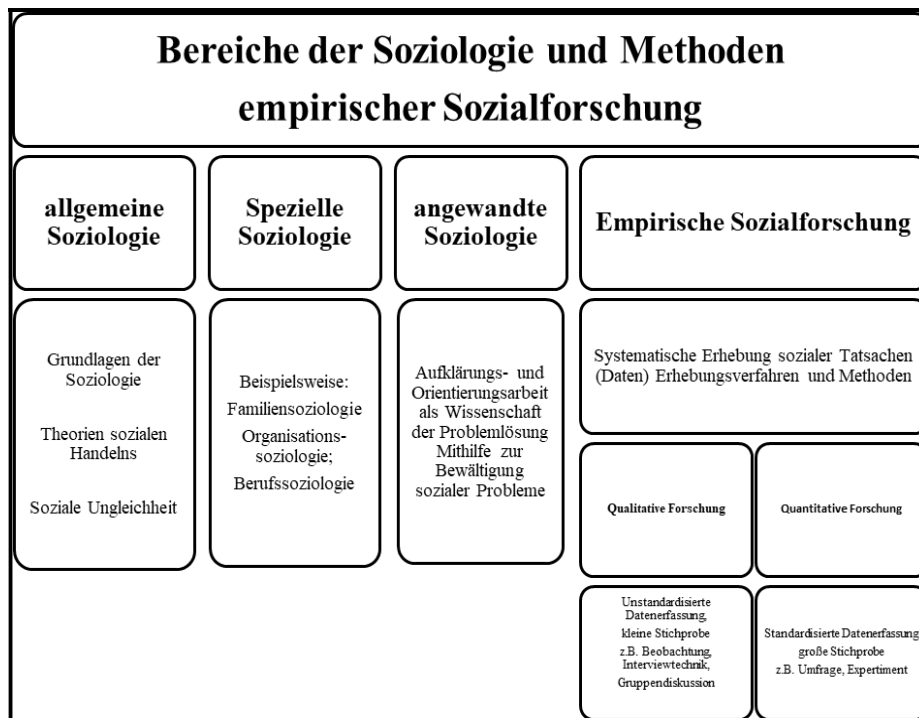 Bereiche der Soziologie und Methoden
empirischer Sozialforschung
allgemeine
Soziologie
Spezielle
Soziologie
angewandte
Soziologie
Empirische Sozialforschung
Grundlagen der
Soziologie
Theorien sozialen
Handelns
Soziale Ungleichheit
Beispielsweise:
Familiensoziologie
Organisations-
soziologie;
Berufssoziologie
Aufklärungs- und
Orientierungsarbeit
als Wissenschaft
der Problemlösung
Mithilfe zur
Bewältigung
sozialer Probleme
Systematische Erhebung sozialer Tatsachen
(Daten) Erhebungsverfahren und Methoden
Qualitative Forschung
Quantitative Forschung
Unstandardisierte
Datenerfassung,
kleine Stichprobe
z.B. Beobachtung,
Interviewtechnik,
Gruppendiskussion
Standardisierte Datenerfassung
große Stichprobe
z.B. Umfrage, Expertiment